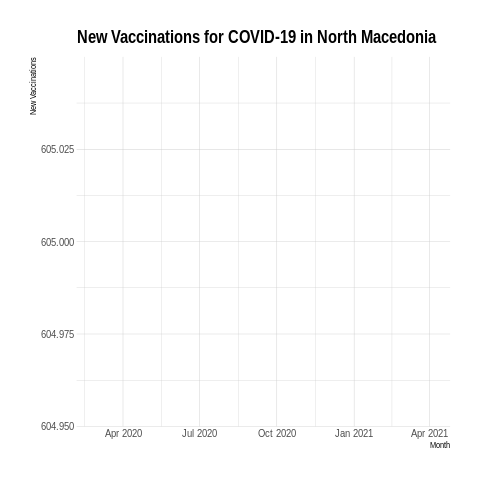 New Vaccinations for COVID-19 in North Macedonia
New Vaccinations
605.025
605.000
604.975
604.950
Apr 2020 Jul 2020 Oct 2020 Jan 2021 Apr 2021
Month